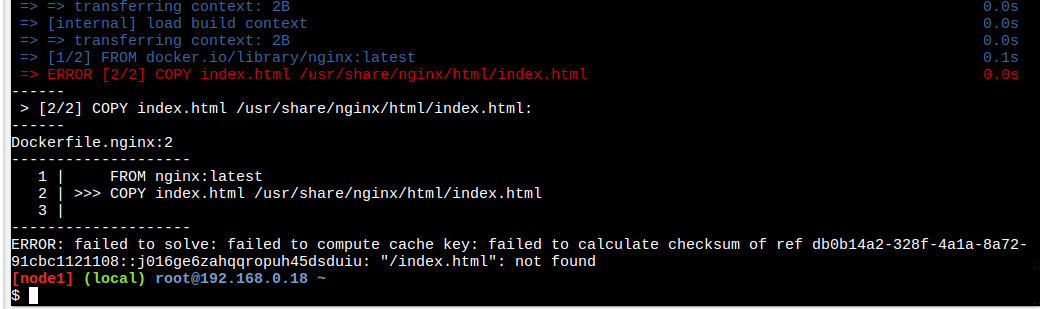 => => transferring context: 2B 0.0s
=> [internal] load build context 0.0s
=> => transferring context: 2B 0.0s
=> [1/2] FROM docker.io/library/nginx:latest 0.1s
=> ERROR [2/2] COPY index.html /usr/share/nginx/html/index.html 0.0s
------
> [2/2] COPY index.html /usr/share/nginx/html/index.html:
------
Dockerfile.nginx:2
--------------------
1 | FROM nginx:latest
2 | >>> COPY index.html /usr/share/nginx/html/index.html
3 |
--------------------
ERROR: failed to solve: failed to compute cache key: failed to calculate checksum of ref db0b14a2-328f-4a1a-8a72-
91cbc1121108::j016ge6zahqqropuh45dsduiu: "/index.html": not found
[node1] (local) root@192.168.0.18 ~
$